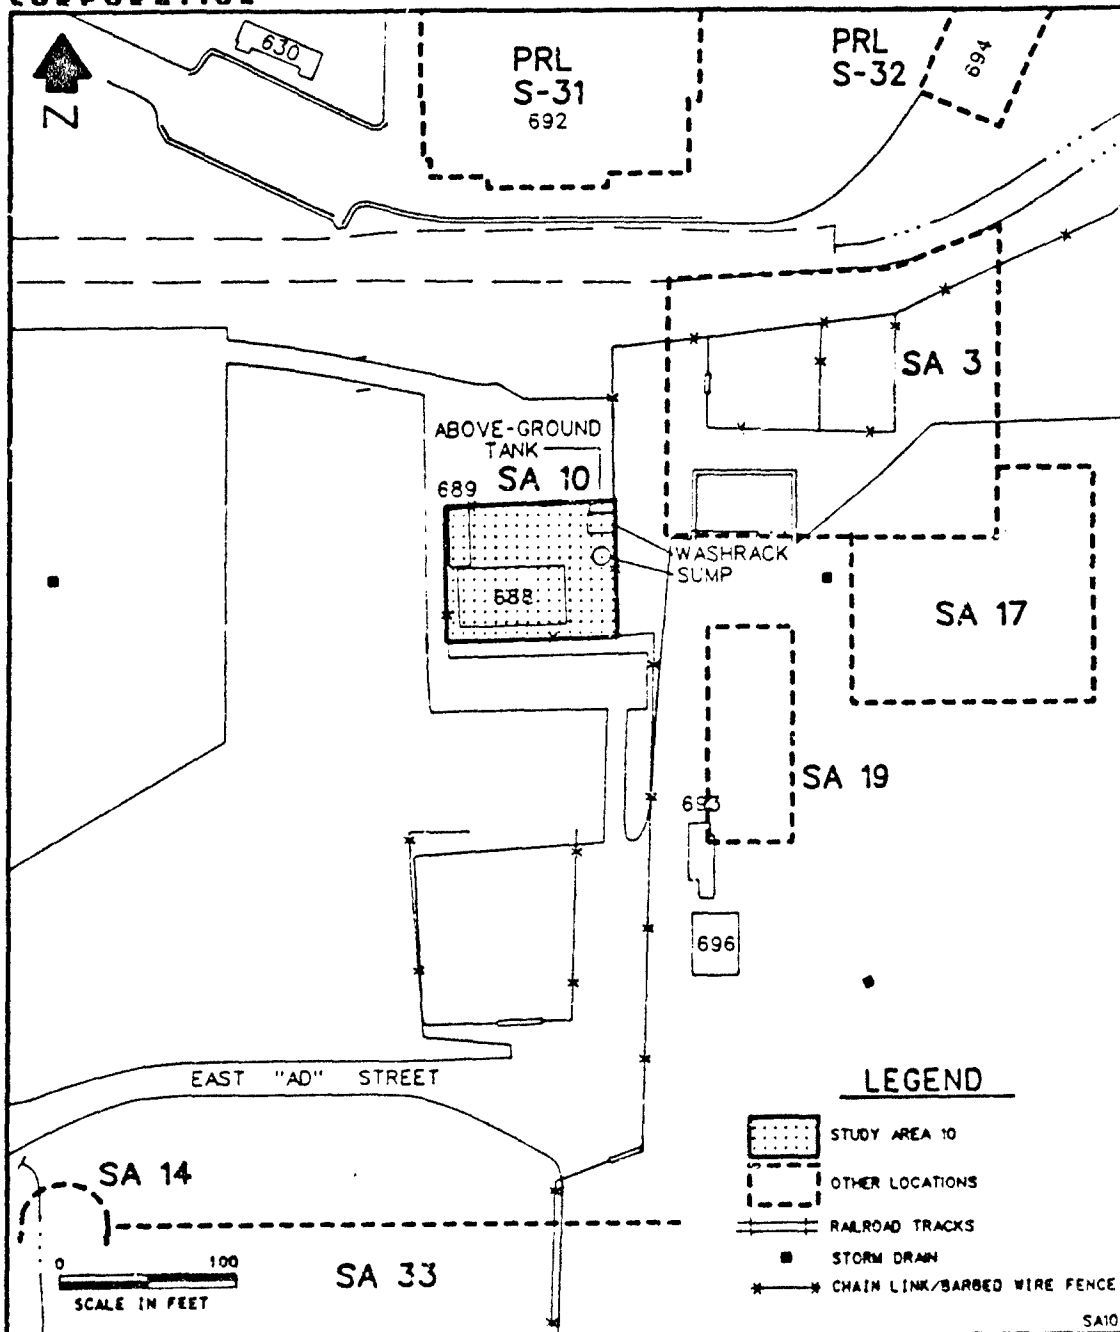 CORPORATION
630
PRL
S-31
692
PRL
S-32
694
N
SA 3
ABOVE-GROUND
TANK
SA 10
689
WASHRACK
SUMP
688
SA 17
SA 19
693
696
EAST "AD" STREET
LEGEND
STUDY AREA 10
OTHER LOCATIONS
RAILROAD TRACKS
STORM DRAIN
CHAIN LINK/BARBED WIRE FENCE
SA 14
0 100
SCALE IN FEET
SA 33
SA10